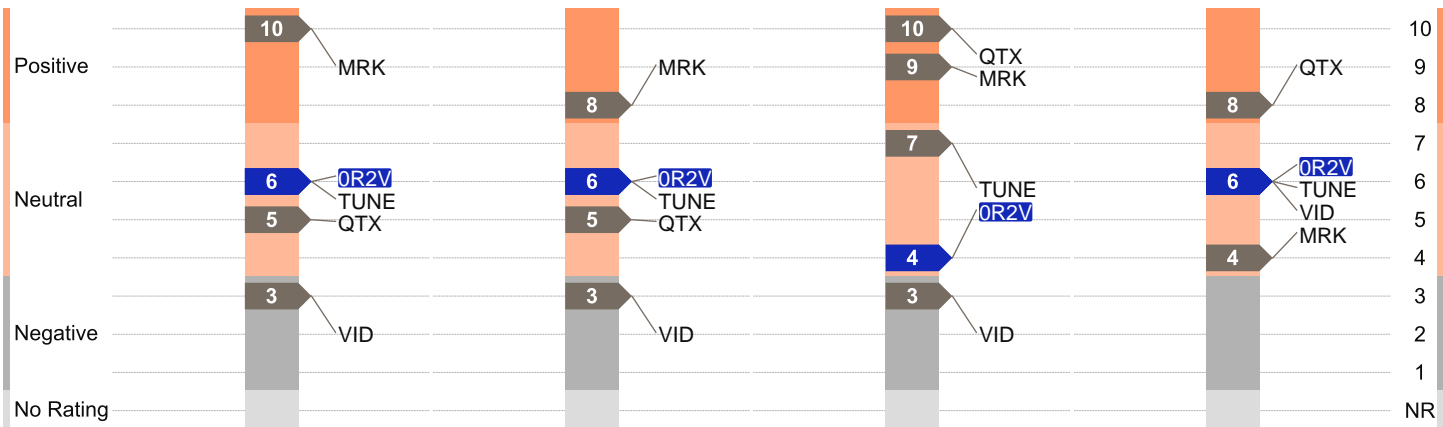 10 10 10
MRK QTX
Positive MRK 9 MRK QTX 9
8 8 8
7 7
6 0R2V 6 0R2V 6 0R2V 6
TUNE TUNE TUNE TUNE
Neutral 5 QTX 5 QTX 0R2V VID 5
MRK
4 4 4
3 3 3 3
Negative VID VID VID 2
1
No Rating NR